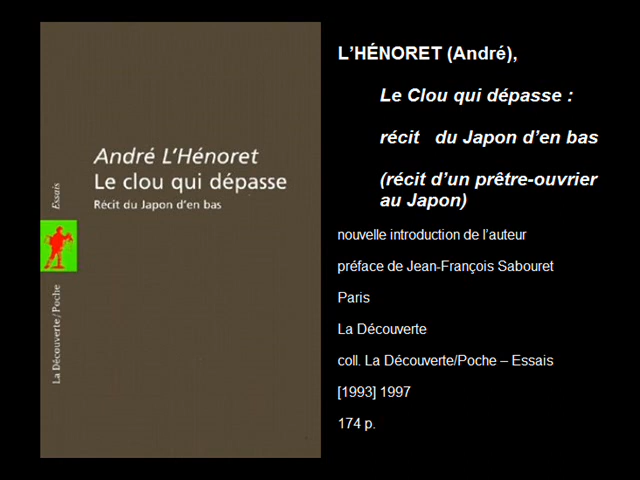 André L'Hénoret
Le clou qui dépasse
Récit du Japon d'en bas
Essais
La Découverte/Poche
L'HÉNORET (André),
Le Clou qui dépasse :
récit du Japon d'en bas
(récit d'un prêtre-ouvrier
au Japon)
nouvelle introduction de l'auteur
préface de Jean-François Sabouret
Paris
La Découverte
coll. La Découverte/Poche – Essais
[1993] 1997
174 p.